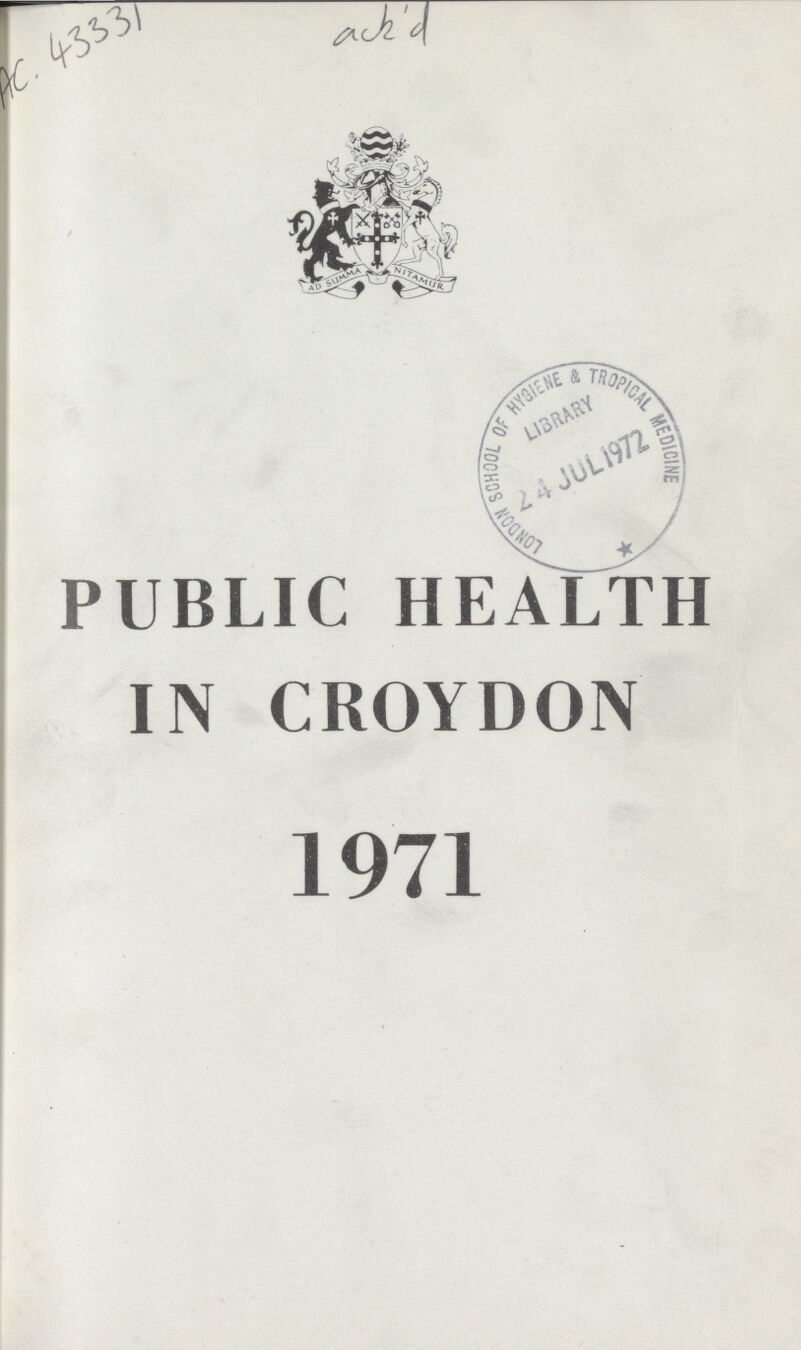 AC. 43331
ack'd
AD SUMMA NITAMUR
LONDON SCHOOL OF HYGIENE & TROPICAL MEDICINE
LIBRARY
24 JUL 1972
PUBLIC HEALTH
IN CROYDON
1971